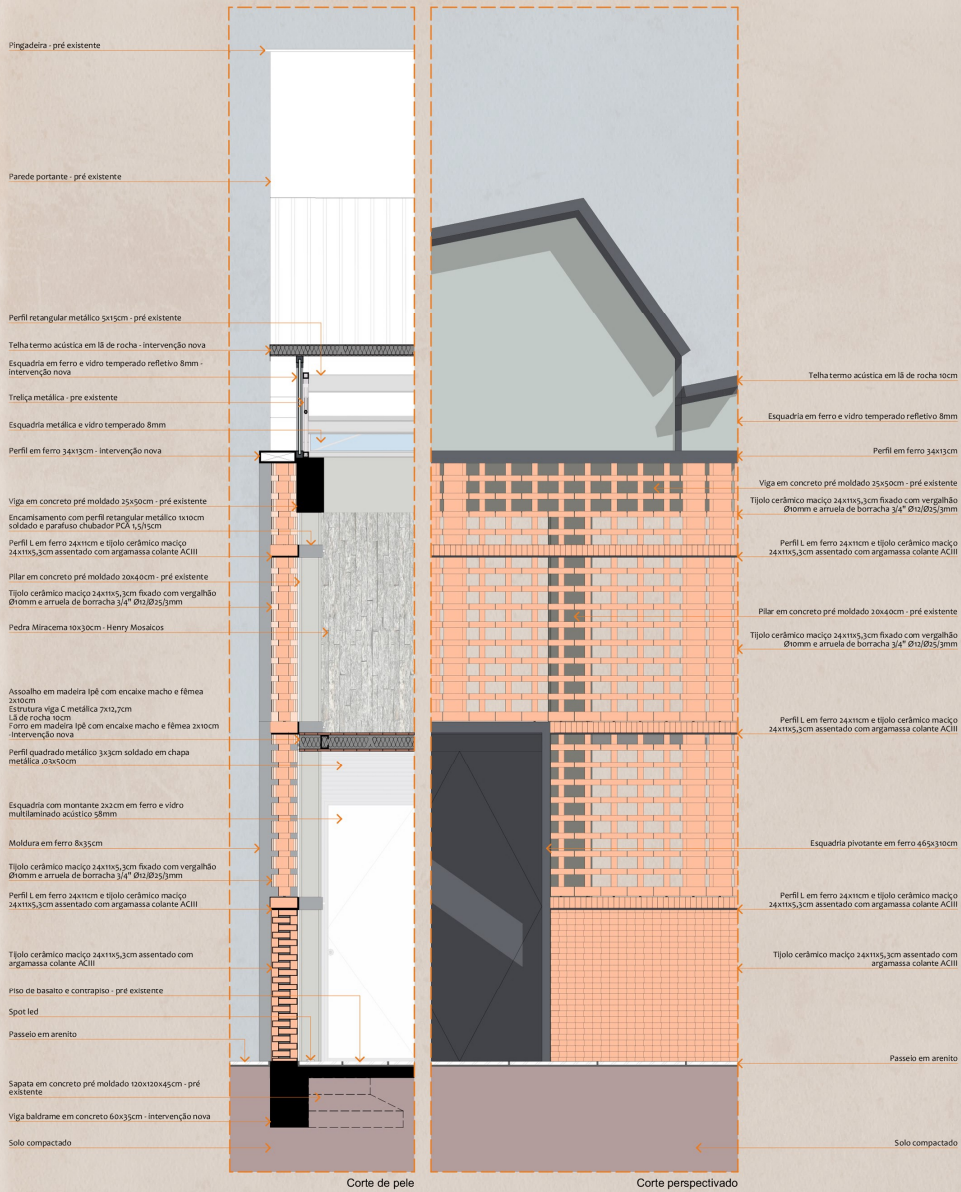 Pingadeira - pré existente
Parede portante - pré existente
Perfil retangular metálico 5x15cm - pré existente
Telha termo acústica em lã de rocha - intervenção nova
Esquadria em ferro e vidro temperado refletivo 8mm -
intervenção nova
Treliça metálica - pre existente
Esquadria metálica e vidro temperado 8mm
Perfil em ferro 34x13cm - intervenção nova
Viga em concreto pré moldado 25x50cm - pré existente
Encamisamento com perfil retangular metálico 1x10cm
soldado e parafuso chubador PCA 1,5/15cm
Perfil L em ferro 24x11cm e tijolo cerâmico maciço
24x11x5,3cm assentado com argamassa colante ACIII
Pilar em concreto pré moldado 20x40cm - pré existente
Tijolo cerâmico maciço 24x11x5,3cm fixado com vergalhão
Ø10mm e arruela de borracha 3/4" Ø12/Ø25/3mm
Pedra Miracema 10x30cm - Henry Mosaicos
Assoalho em madeira Ipê com encaixe macho e fêmea
2x10cm
Estrutura viga C metálica 7x12,7cm
Lã de rocha 10cm
Forro em madeira Ipê com encaixe macho e fêmea 2x10cm
-Intervenção nova
Perfil quadrado metálico 3x3cm soldado em chapa
metálica .03x50cm
Esquadria com montante 2x2cm em ferro e vidro
multilaminado acústico 58mm
Moldura em ferro 8x35cm
Tijolo cerâmico maciço 24x11x5,3cm fixado com vergalhão
Ø10mm e arruela de borracha 3/4" Ø12/Ø25/3mm
Perfil L em ferro 24x11cm e tijolo cerâmico maciço
24x11x5,3cm assentado com argamassa colante ACIII
Tijolo cerâmico maciço 24x11x5,3cm assentado com
argamassa colante ACIII
Piso de basalto e contrapiso - pré existente
Spot led
Passeio em arenito
Sapata em concreto pré moldado 120x120x45cm - pré
existente
Viga baldrame em concreto 60x35cm - intervenção nova
Solo compactado
Corte de pele
Telha termo acústica em lã de rocha 10cm
Esquadria em ferro e vidro temperado refletivo 8mm
Perfil em ferro 34x13cm
Viga em concreto pré moldado 25x50cm - pré existente
Tijolo cerâmico maciço 24x11x5,3cm fixado com vergalhão
Ø10mm e arruela de borracha 3/4" Ø12/Ø25/3mm
Perfil L em ferro 24x11cm e tijolo cerâmico maciço
24x11x5,3cm assentado com argamassa colante ACIII
Pilar em concreto pré moldado 20x40cm - pré existente
Tijolo cerâmico maciço 24x11x5,3cm fixado com vergalhão
Ø10mm e arruela de borracha 3/4" Ø12/Ø25/3mm
Perfil L em ferro 24x11cm e tijolo cerâmico maciço
24x11x5,3cm assentado com argamassa colante ACIII
Esquadria pivotante em ferro 465x310cm
Perfil L em ferro 24x11cm e tijolo cerâmico maciço
24x11x5,3cm assentado com argamassa colante ACIII
Tijolo cerâmico maciço 24x11x5,3cm assentado com
argamassa colante ACIII
Passeio em arenito
Solo compactado
Corte perspectivado